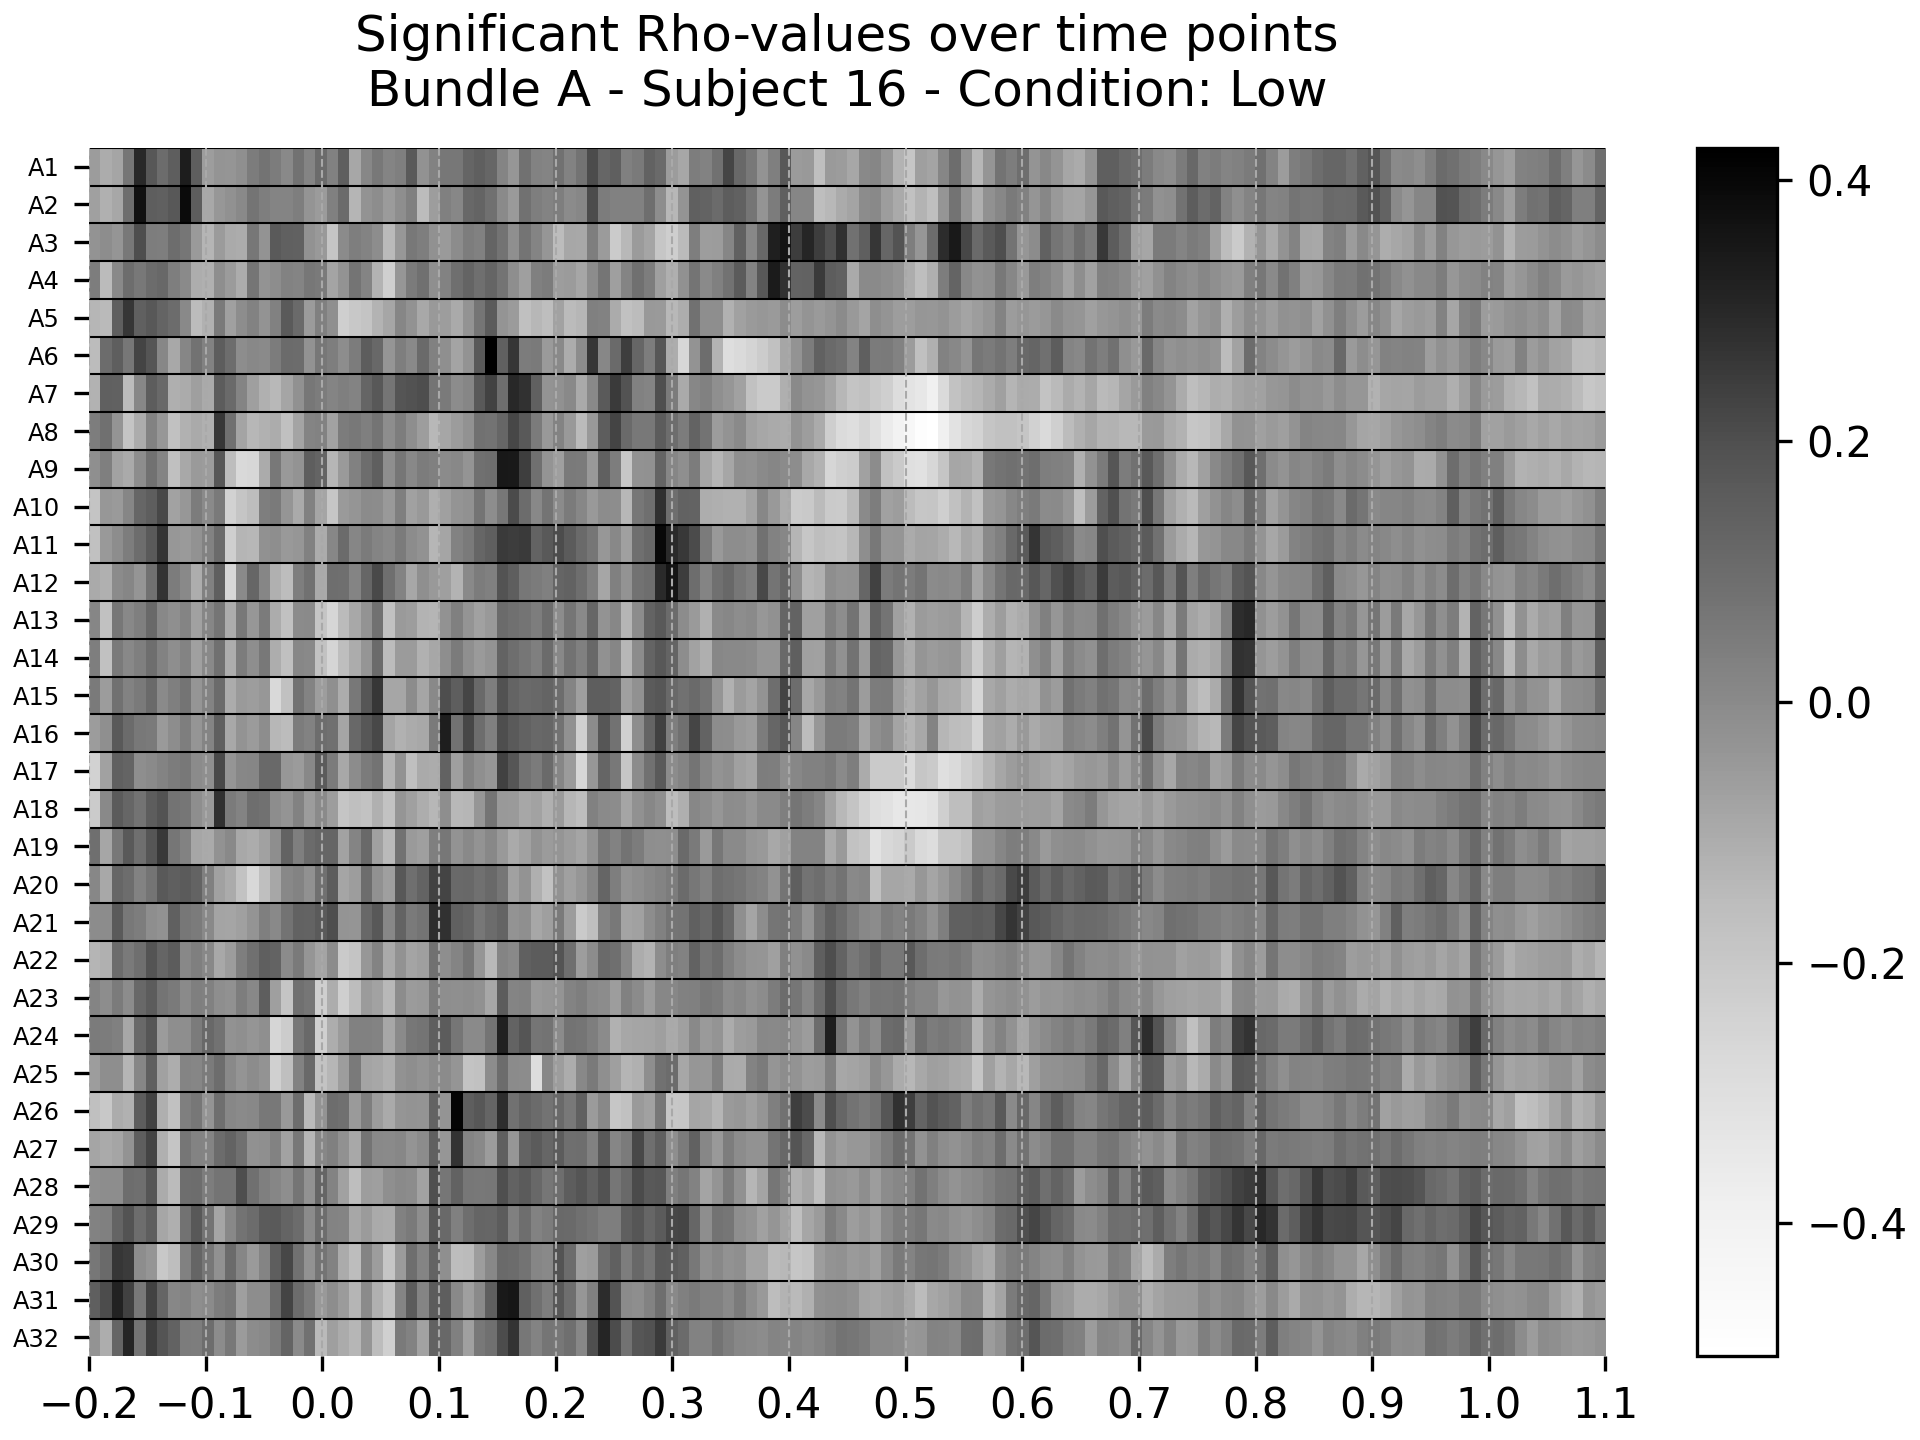 Significant Rho-values over time points
Bundle A - Subject 16 - Condition: Low
A1
A2
A3
A4
A5
A6
A7
A8
A9
A10
A11
A12
A13
A14
A15
A16
A17
A18
A19
A20
A21
A22
A23
A24
A25
A26
A27
A28
A29
A30
A31
A32
−0.2 −0.1 0.0 0.1 0.2 0.3 0.4 0.5 0.6 0.7 0.8 0.9 1.0 1.1
0.4
0.2
0.0
−0.2
−0.4